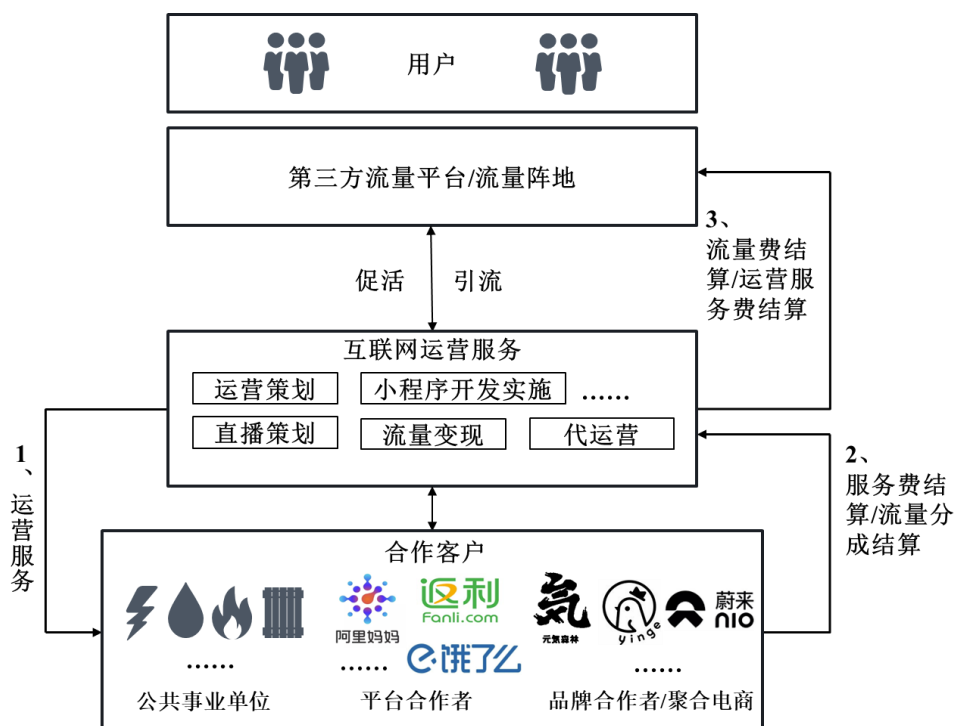 用户
第三方流量平台/流量阵地
3、
流量费结
算/运营服
务费结算
促活
引流
互联网运营服务
运营策划
小程序开发实施
......
直播策划
流量变现
代运营
1、
运营服务
2、
服务费结
算/流量分
成结算
合作客户
阿里妈妈
返利
Fanli.com
饿了么
気
元気森林
yinge
蔚来
NIO
......
......
......
公共事业单位
平台合作者
品牌合作者/聚合电商